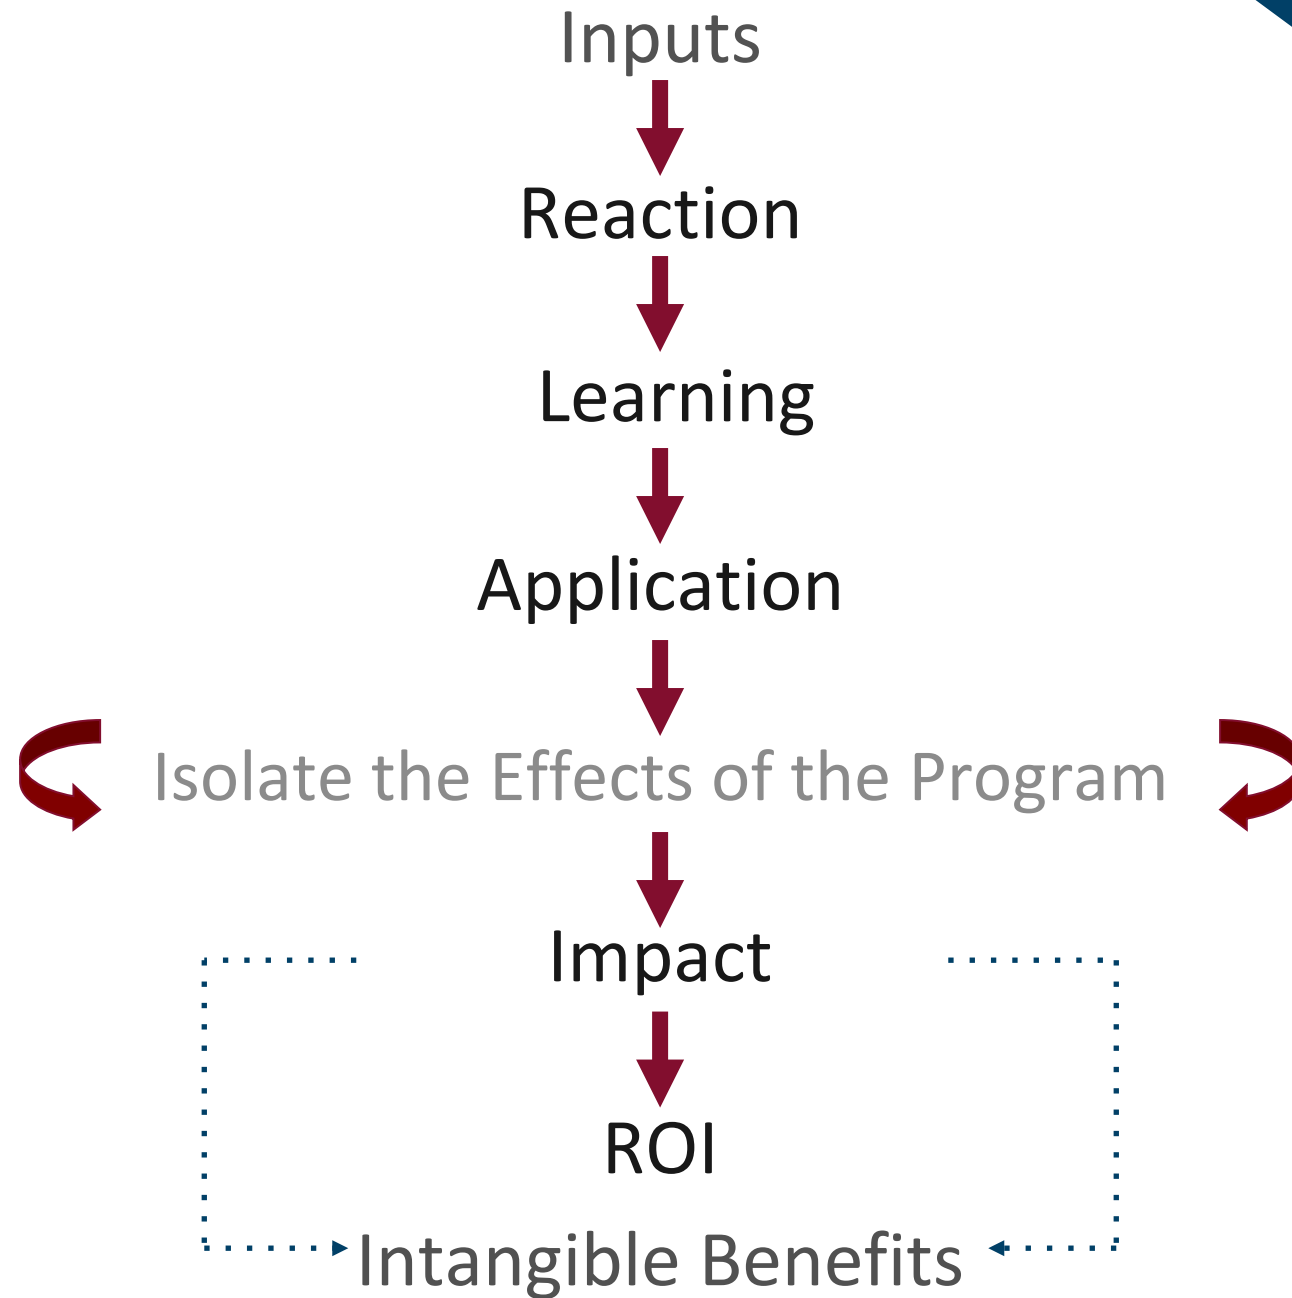 Inputs
Reaction
Learning
Application
Isolate the Effects of the Program
Impact
ROI
Intangible Benefits